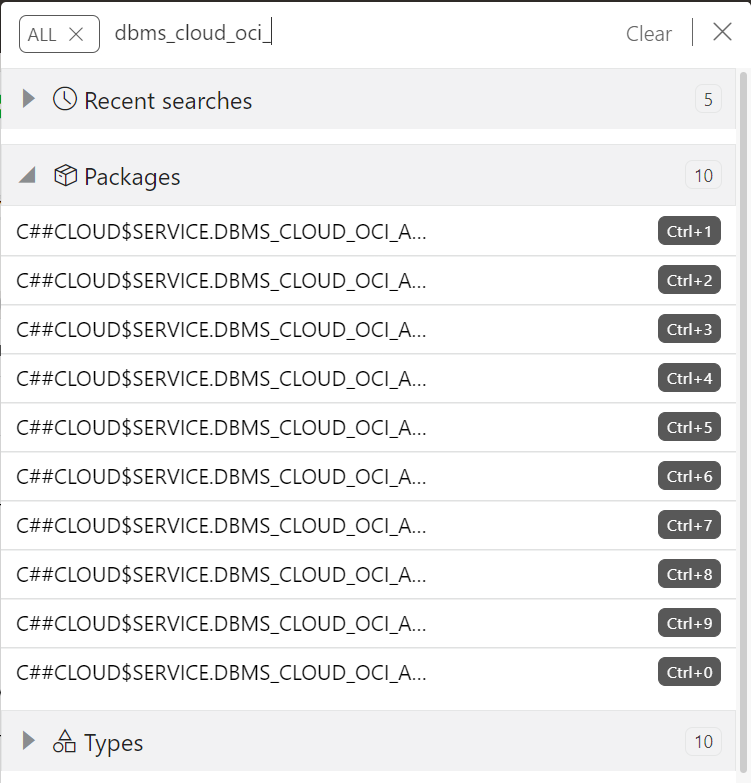 ALL dbms_cloud_oci_ Clear
Recent searches 5
Packages 10
C##CLOUD$SERVICE.DBMS_CLOUD_OCI_A... Ctrl+1
C##CLOUD$SERVICE.DBMS_CLOUD_OCI_A... Ctrl+2
C##CLOUD$SERVICE.DBMS_CLOUD_OCI_A... Ctrl+3
C##CLOUD$SERVICE.DBMS_CLOUD_OCI_A... Ctrl+4
C##CLOUD$SERVICE.DBMS_CLOUD_OCI_A... Ctrl+5
C##CLOUD$SERVICE.DBMS_CLOUD_OCI_A... Ctrl+6
C##CLOUD$SERVICE.DBMS_CLOUD_OCI_A... Ctrl+7
C##CLOUD$SERVICE.DBMS_CLOUD_OCI_A... Ctrl+8
C##CLOUD$SERVICE.DBMS_CLOUD_OCI_A... Ctrl+9
C##CLOUD$SERVICE.DBMS_CLOUD_OCI_A... Ctrl+0
Types 10